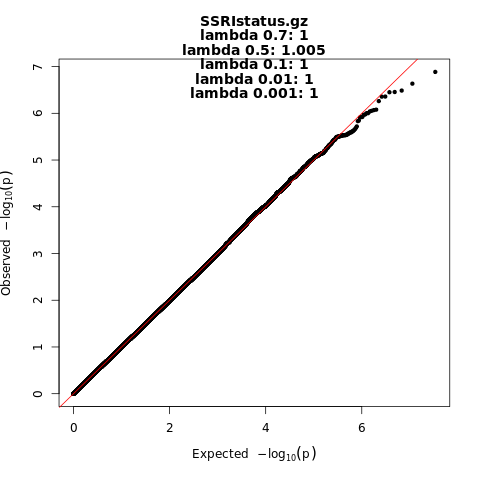 SSRIstatus.gz
lambda 0.7: 1
lambda 0.5: 1.005
lambda 0.1: 1
lambda 0.01: 1
lambda 0.001: 1
7
6
5
4
3
2
1
0
Observed −log10(p)
0 2 4 6
Expected −log10(p)